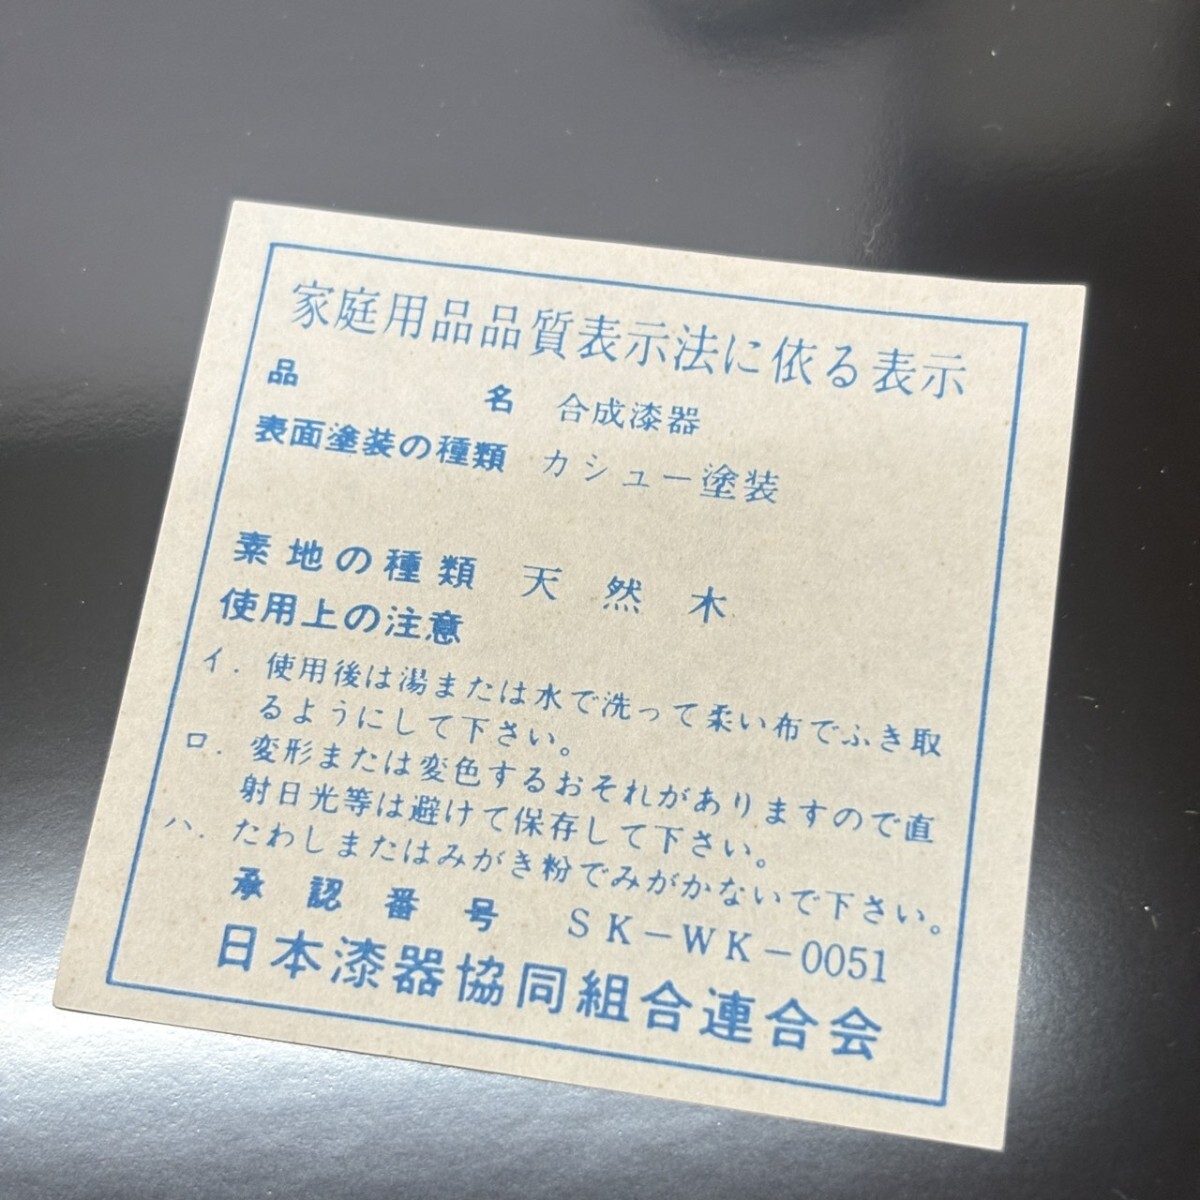 家庭用品品質表示法に依る表示
品名 合成漆器
表面塗装の種類 カシュー塗装
素地の種類 天然木
使用上の注意
イ．使用後は湯または水で洗って柔い布でふき取
るようにして下さい。
ロ．変形または変色するおそれがありますので直
射日光等は避けて保存して下さい。
ハ．たわしまたはみがき粉でみがかないで下さい。
承認番号 SK－WK－0051
日本漆器協同組合連合会